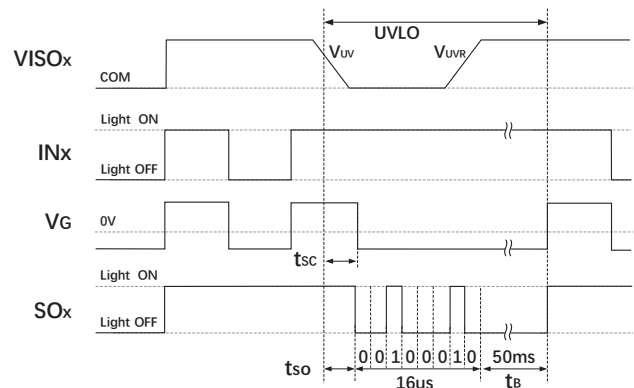 UVLO
VISOx
VUV
VUVR
COM
Light ON
INx
Light OFF
VG
0V
tsc
Light ON
SOx
Light OFF
0 0 1 0 0 0 1 0
50ms
tso
16us
tB